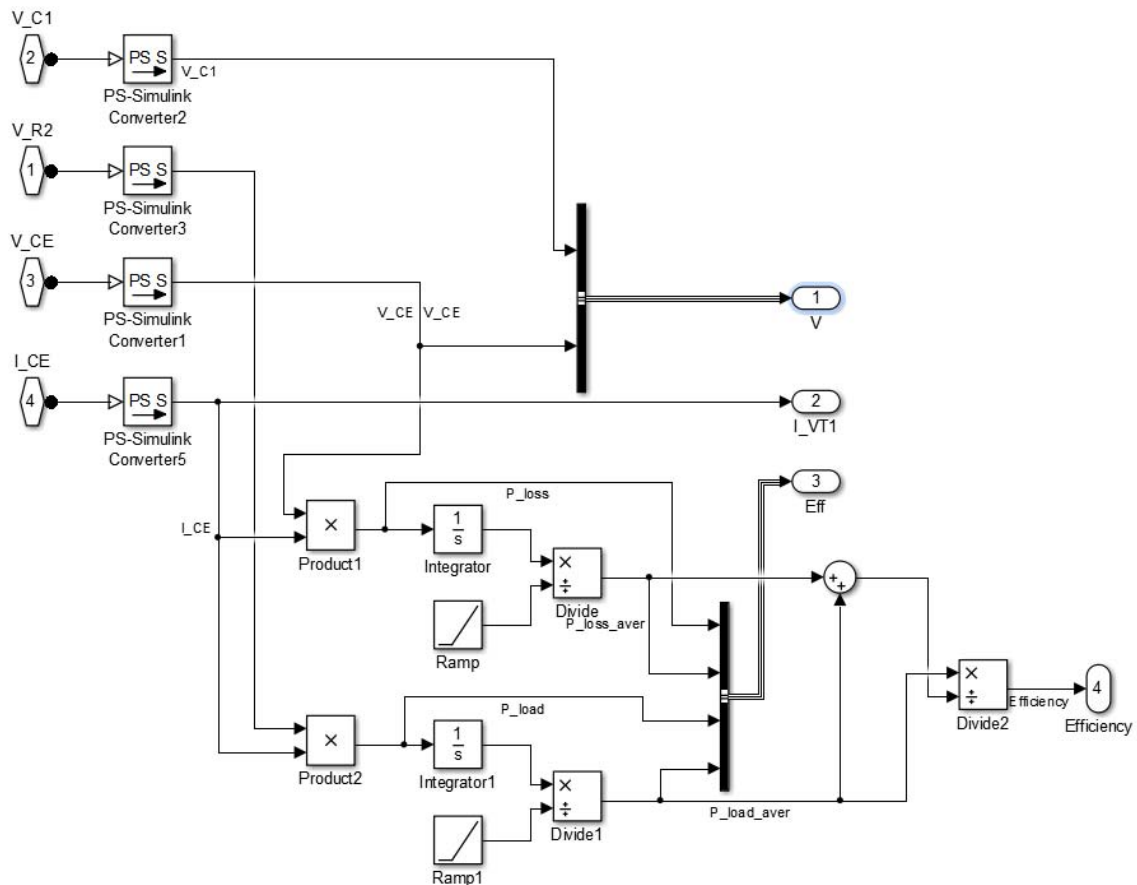 V_C1
2
PS S
V_C1
PS-Simulink
Converter2
V_R2
1
PS S
PS-Simulink
Converter3
V_CE
3
PS S
PS-Simulink
Converter1
V_CE
V_CE
1
V
I_CE
4
PS S
PS-Simulink
Converter5
2
I_VT1
P_loss
3
Eff
I_CE
×
Product1
1
s
Integrator
×
÷
Divide
P_loss_aver
+
+
Ramp
P_load
×
÷
Divide2
Efficiency
4
Efficiency
×
Product2
1
s
Integrator1
×
÷
Divide1
P_load_aver
Ramp1